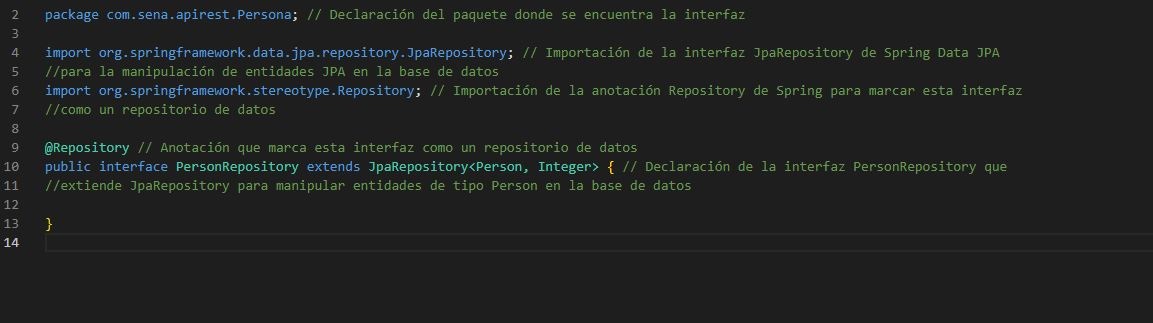 2 package com.sena.apirest.Persona; // Declaración del paquete donde se encuentra la interfaz
3
4 import org.springframework.data.jpa.repository.JpaRepository; // Importación de la interfaz JpaRepository de Spring Data JPA
5 //para la manipulación de entidades JPA en la base de datos
6 import org.springframework.stereotype.Repository; // Importación de la anotación Repository de Spring para marcar esta interfaz
7 //como un repositorio de datos
8
9 @Repository // Anotación que marca esta interfaz como un repositorio de datos
10 public interface PersonRepository extends JpaRepository<Person, Integer> { // Declaración de la interfaz PersonRepository que
11 //extiende JpaRepository para manipular entidades de tipo Person en la base de datos
12
13 }
14